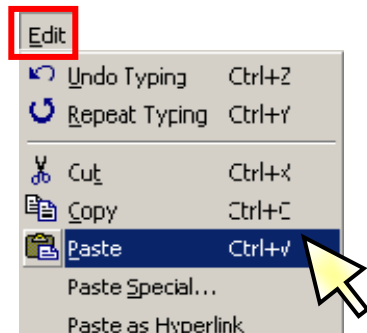 Edit
Undo Typing Ctrl+Z
Repeat Typing Ctrl+Y
Cut Ctrl+X
Copy Ctrl+C
Paste Ctrl+V
Paste Special...
Paste as Hyperlink